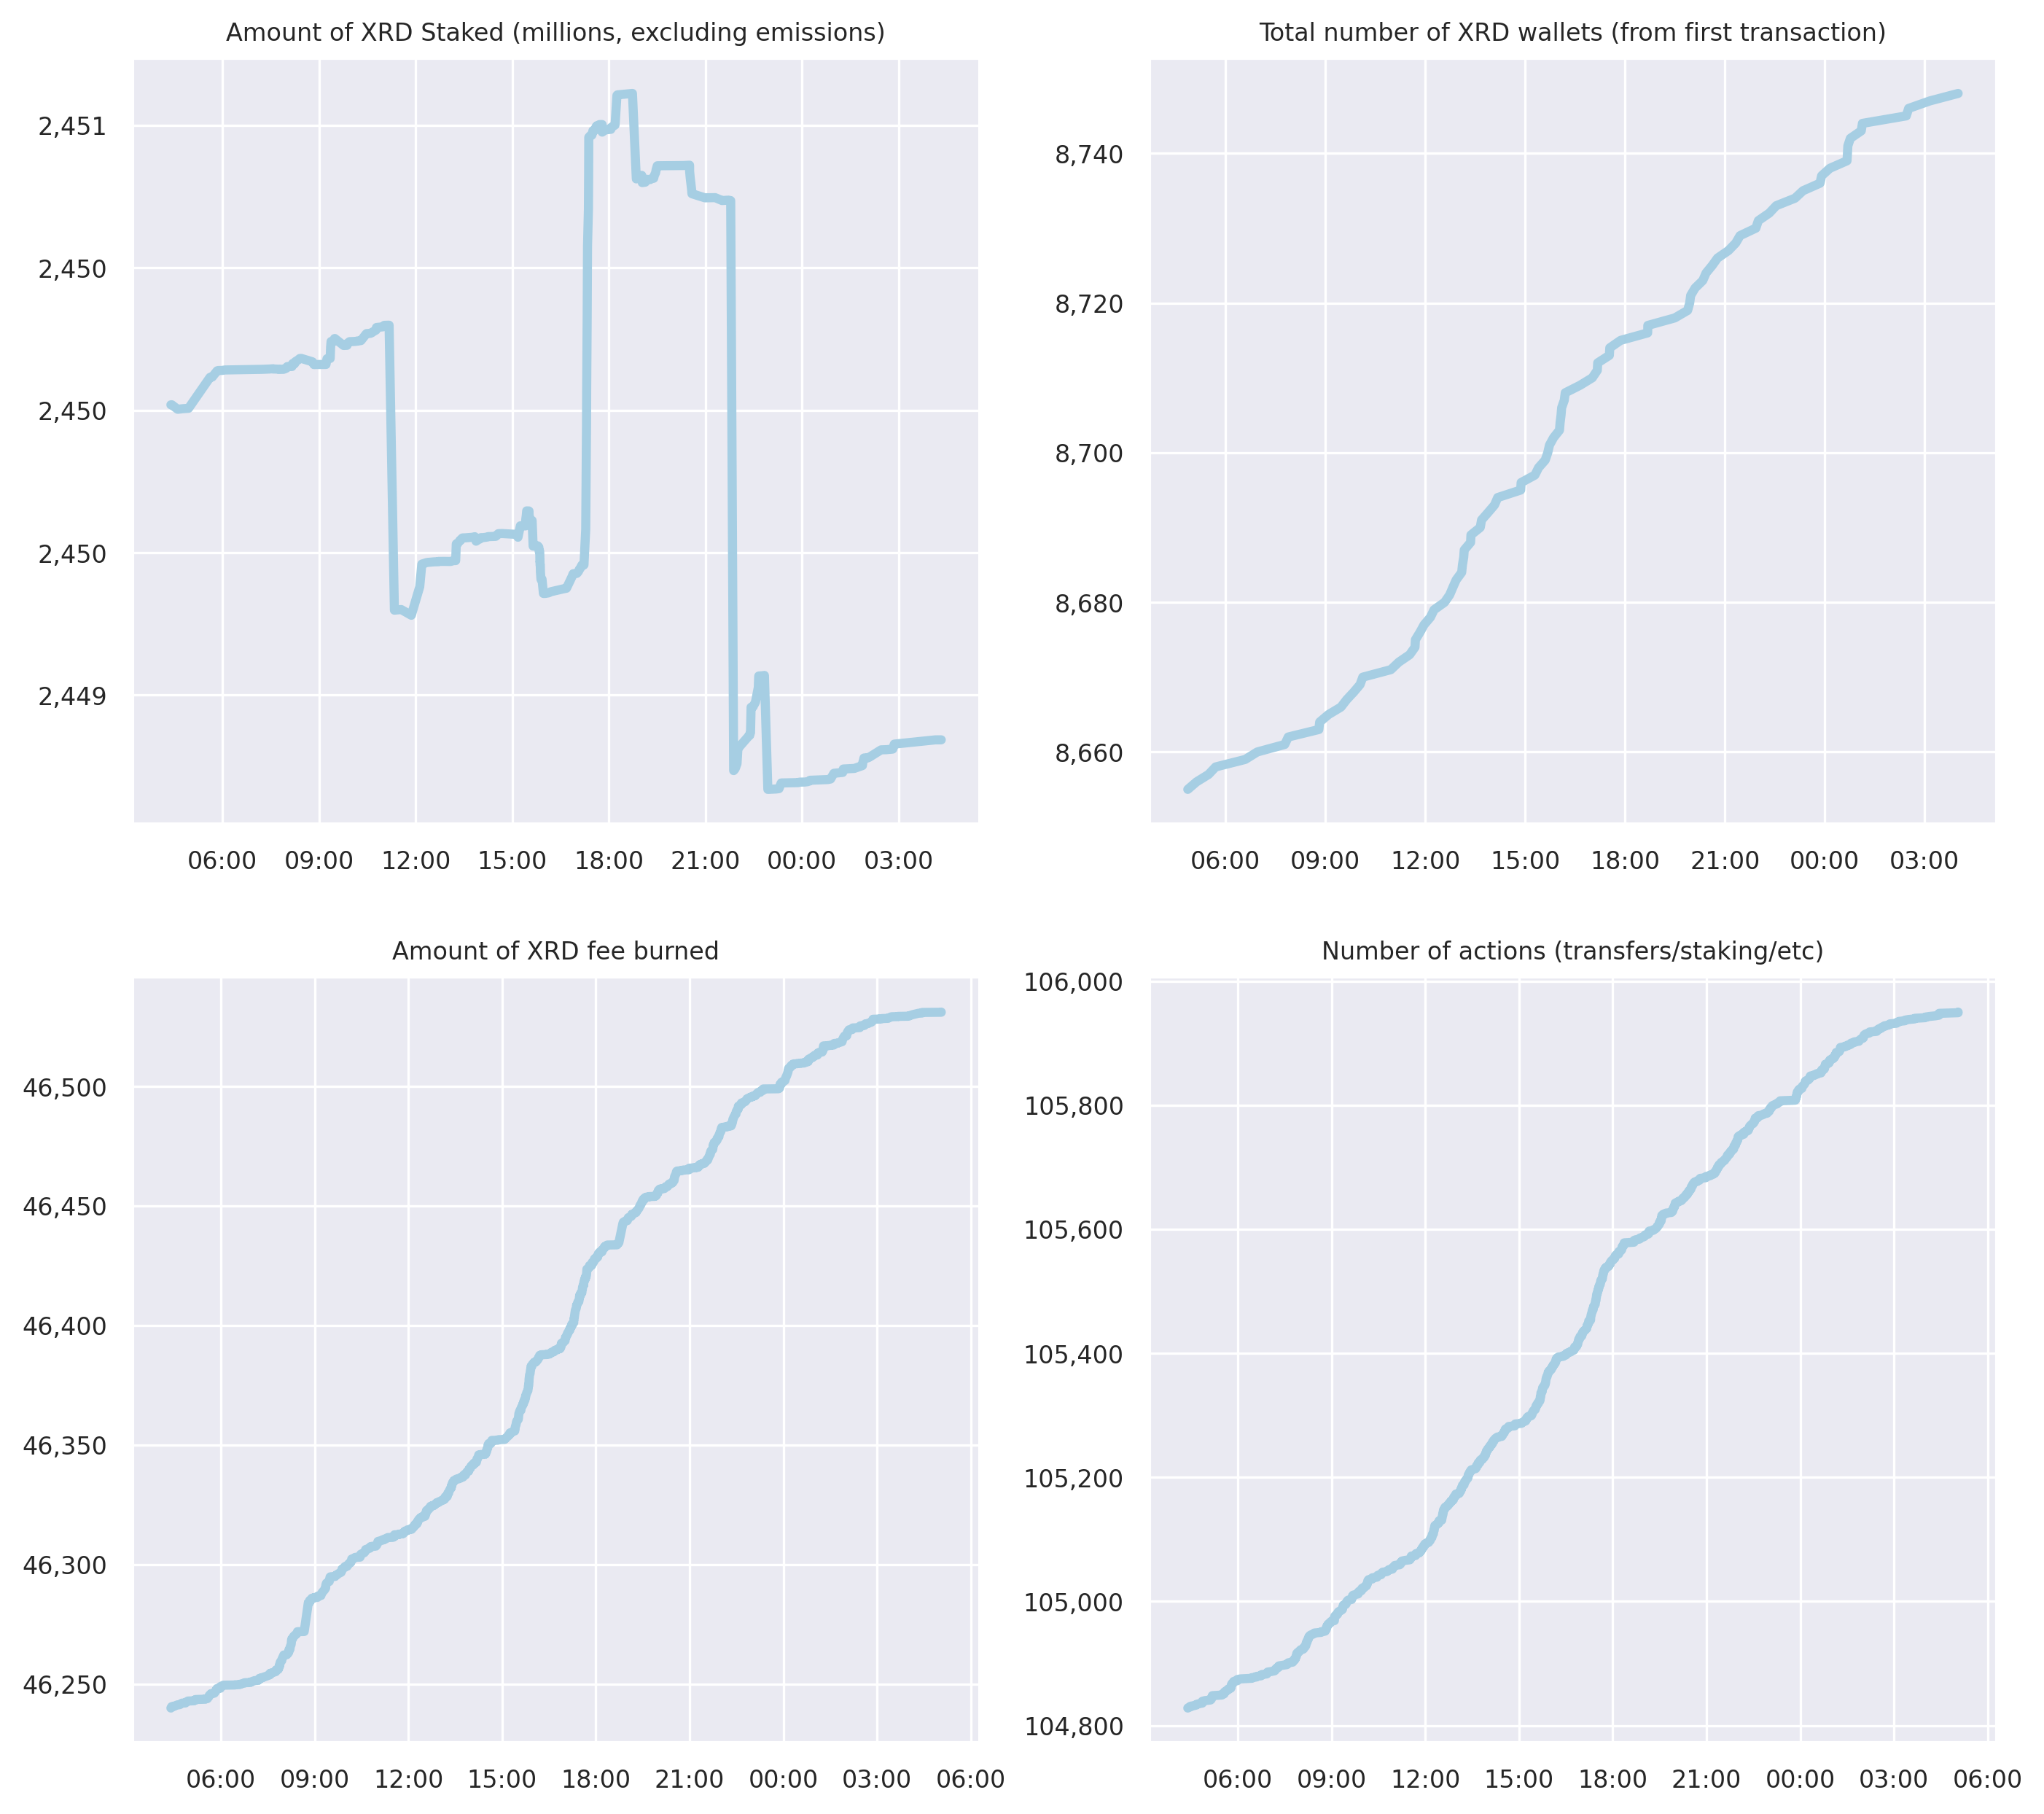 Amount of XRD Staked (millions, excluding emissions)
2,451
2,450
2,450
2,450
2,449
06:00 09:00 12:00 15:00 18:00 21:00 00:00 03:00
Total number of XRD wallets (from first transaction)
8,740
8,720
8,700
8,680
8,660
06:00 09:00 12:00 15:00 18:00 21:00 00:00 03:00
Amount of XRD fee burned
46,500
46,450
46,400
46,350
46,300
46,250
06:00 09:00 12:00 15:00 18:00 21:00 00:00 03:00 06:00
Number of actions (transfers/staking/etc)
106,000
105,800
105,600
105,400
105,200
105,000
104,800
06:00 09:00 12:00 15:00 18:00 21:00 00:00 03:00 06:00